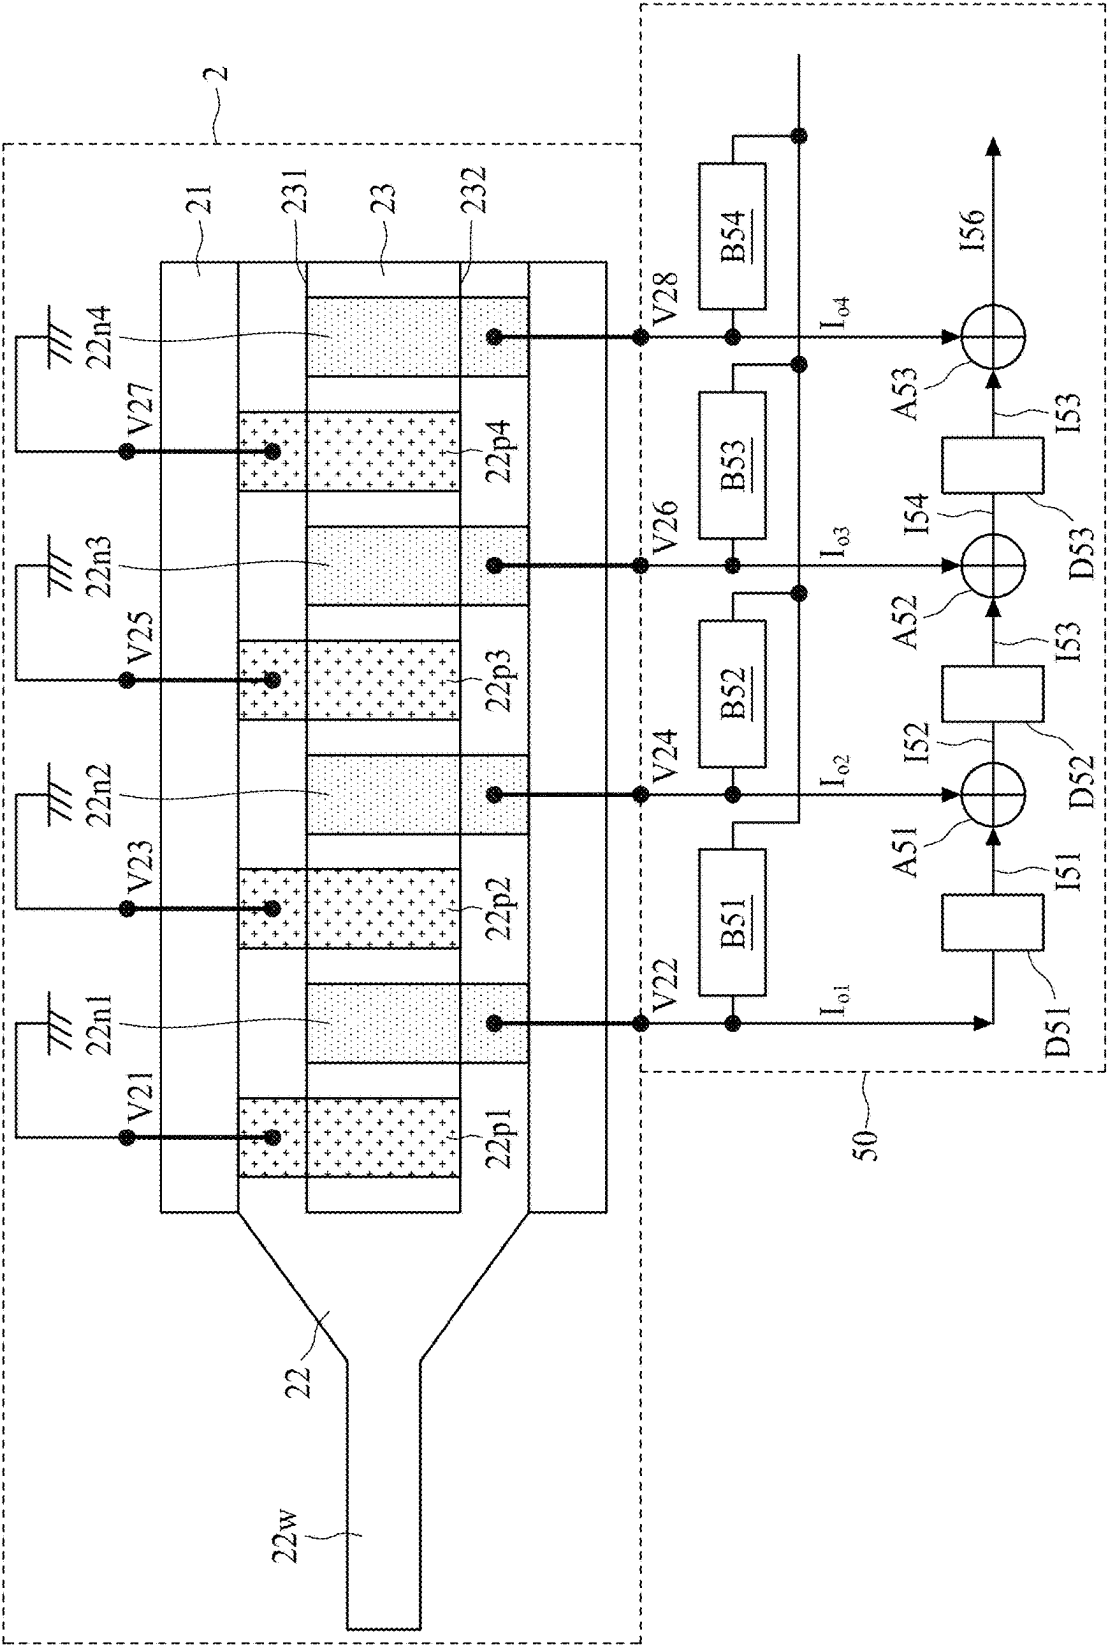 22n1 22n2 22n3 22n4
V21 V23 V25 V27
21 2
22w 22 231
23
232
22p1 22p2 22p3 22p4
V22 V24 V26 V28
B51 B52 B53 B54
Io1 Io2 Io3 Io4
50
A51 I52 A52 I54 A53 I56
D51 I51 D52 I53 D53 I53